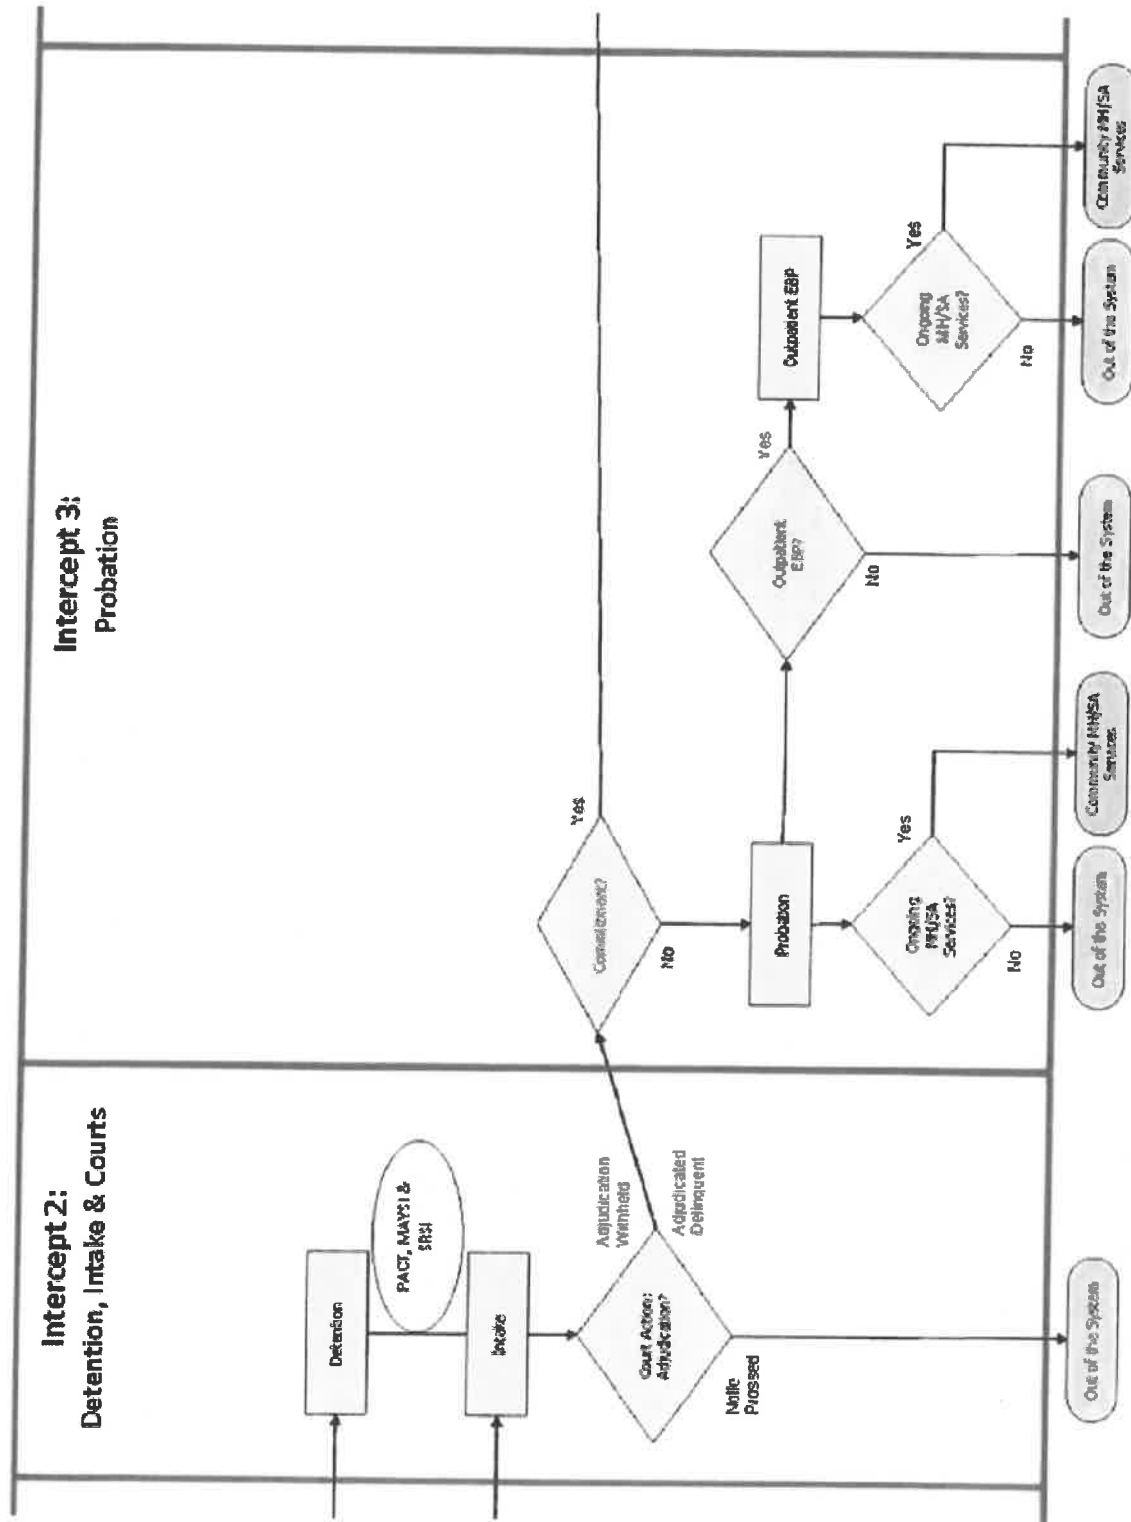 Intercept 2:
Detention, Intake & Courts
Detention
PACT, MAYSI &
SRSI
Intake
Court Action:
Adjudication?
Adjudication
Withheld
Adjudicated
Delinquent
Nolle
Prossed
Out of the System
Intercept 3:
Probation
Commitment?
Yes
No
Probation
Ongoing
MH/SA
Services?
Yes
No
Out of the System
Community MH/SA
Services
Outpatient
EBP?
Yes
No
Out of the System
Outpatient EBP
Ongoing
MH/SA
Services?
Yes
No
Out of the System
Community MH/SA
Services